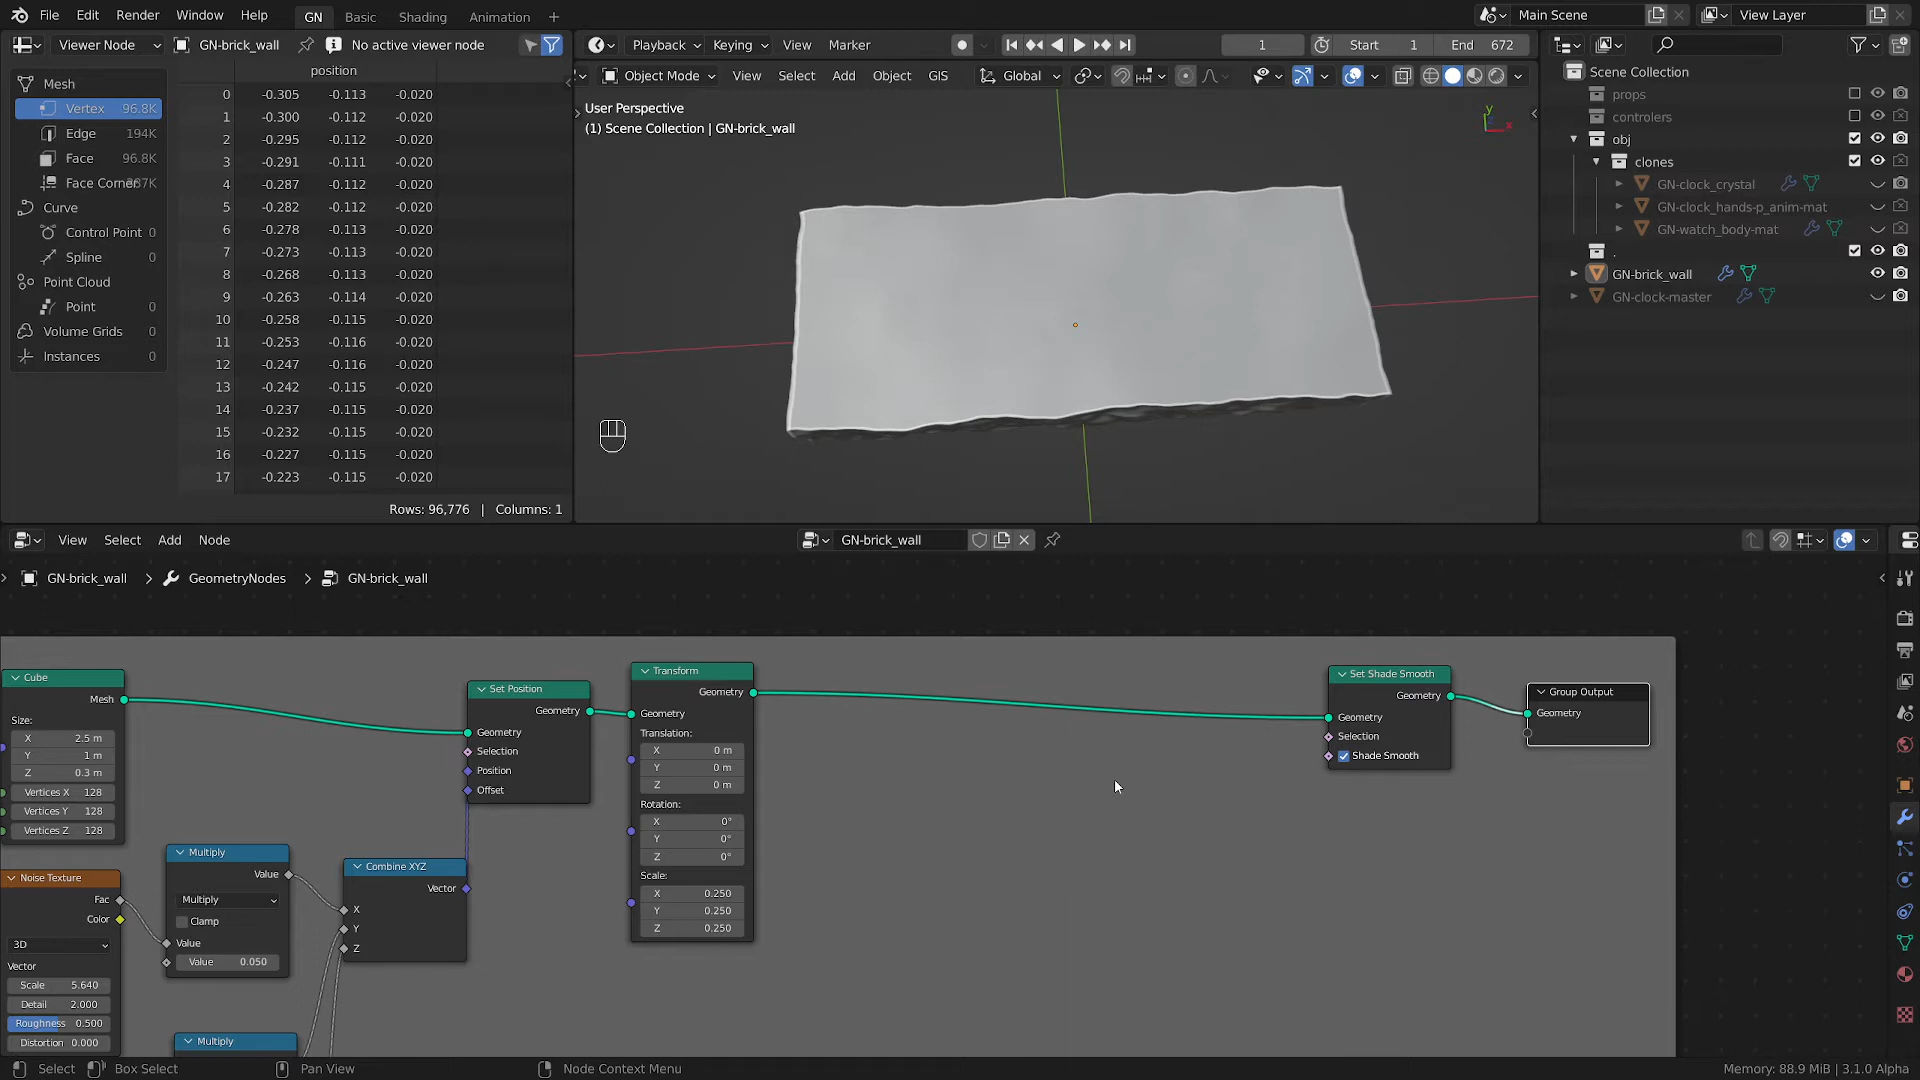 File Edit Render Window Help GN Basic Shading Animation + Main Scene View Layer
Viewer Node GN-brick_wall No active viewer node
Playback Keying View Marker 1 Start 1 End 672
Object Mode View Select Add Object GIS Global
Mesh
Vertex 96.8K
Edge 194K
Face 96.8K
Face Corner
Curve
Control Point 0
Spline 0
Point Cloud
Point 0
Volume Grids 0
Instances 0
position
0 -0.305 -0.113 -0.020
1 -0.300 -0.112 -0.020
2 -0.295 -0.112 -0.020
3 -0.291 -0.111 -0.020
4 -0.287 -0.112 -0.020
5 -0.282 -0.112 -0.020
6 -0.278 -0.113 -0.020
7 -0.273 -0.113 -0.020
8 -0.268 -0.113 -0.020
9 -0.263 -0.114 -0.020
10 -0.258 -0.115 -0.020
11 -0.253 -0.116 -0.020
12 -0.247 -0.116 -0.020
13 -0.242 -0.115 -0.020
14 -0.237 -0.115 -0.020
15 -0.232 -0.115 -0.020
16 -0.227 -0.115 -0.020
17 -0.223 -0.115 -0.020
Rows: 96,776 | Columns: 1
User Perspective
(1) Scene Collection | GN-brick_wall
Y
X
Scene Collection
props
controlers
obj
clones
GN-clock_crystal
GN-clock_hands-p_anim-mat
GN-watch_body-mat
.
GN-brick_wall
GN-clock-master
View Select Add Node GN-brick_wall
GN-brick_wall > GeometryNodes > GN-brick_wall
Cube
Mesh
Size:
X 2.5 m
Y 1 m
Z 0.3 m
Vertices X 128
Vertices Y 128
Vertices Z 128
Noise Texture
Fac
Color
3D
Vector
Scale 5.640
Detail 2.000
Roughness 0.500
Distortion 0.000
Multiply
Value
Multiply
Clamp
Value
Value 0.050
Multiply
Combine XYZ
Vector
X
Y
Z
Set Position
Geometry
Geometry
Selection
Position
Offset
Transform
Geometry
Geometry
Translation:
X 0 m
Y 0 m
Z 0 m
Rotation:
X 0°
Y 0°
Z 0°
Scale:
X 0.250
Y 0.250
Z 0.250
Set Shade Smooth
Geometry
Geometry
Selection
Shade Smooth
Group Output
Geometry
Select Box Select Pan View Node Context Menu Memory: 88.9 MiB | 3.1.0 Alpha